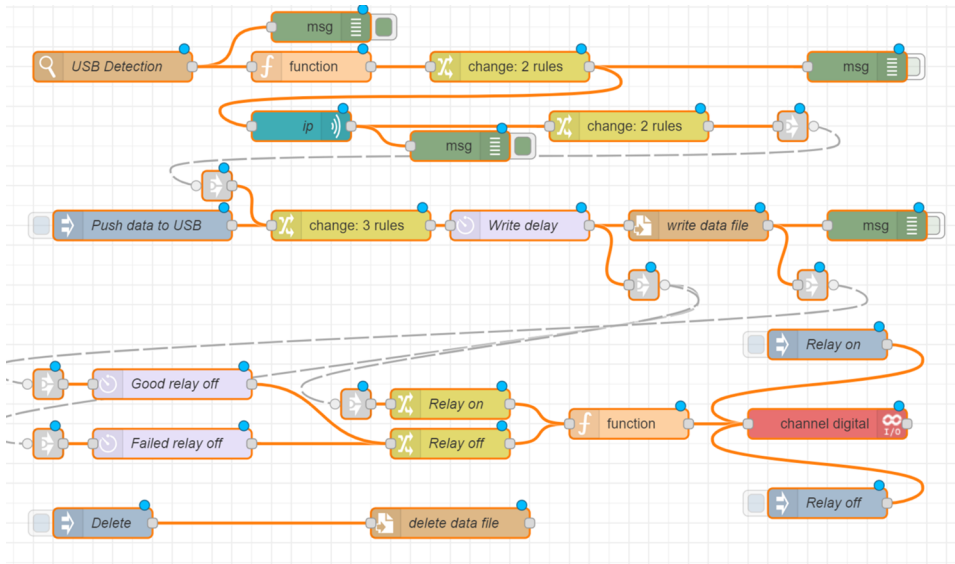 msg
USB Detection
function
change: 2 rules
msg
ip
msg
change: 2 rules
Push data to USB
change: 3 rules
Write delay
write data file
msg
Relay on
Good relay off
Relay on
Failed relay off
Relay off
function
channel digital
I/O
Relay off
Delete
delete data file